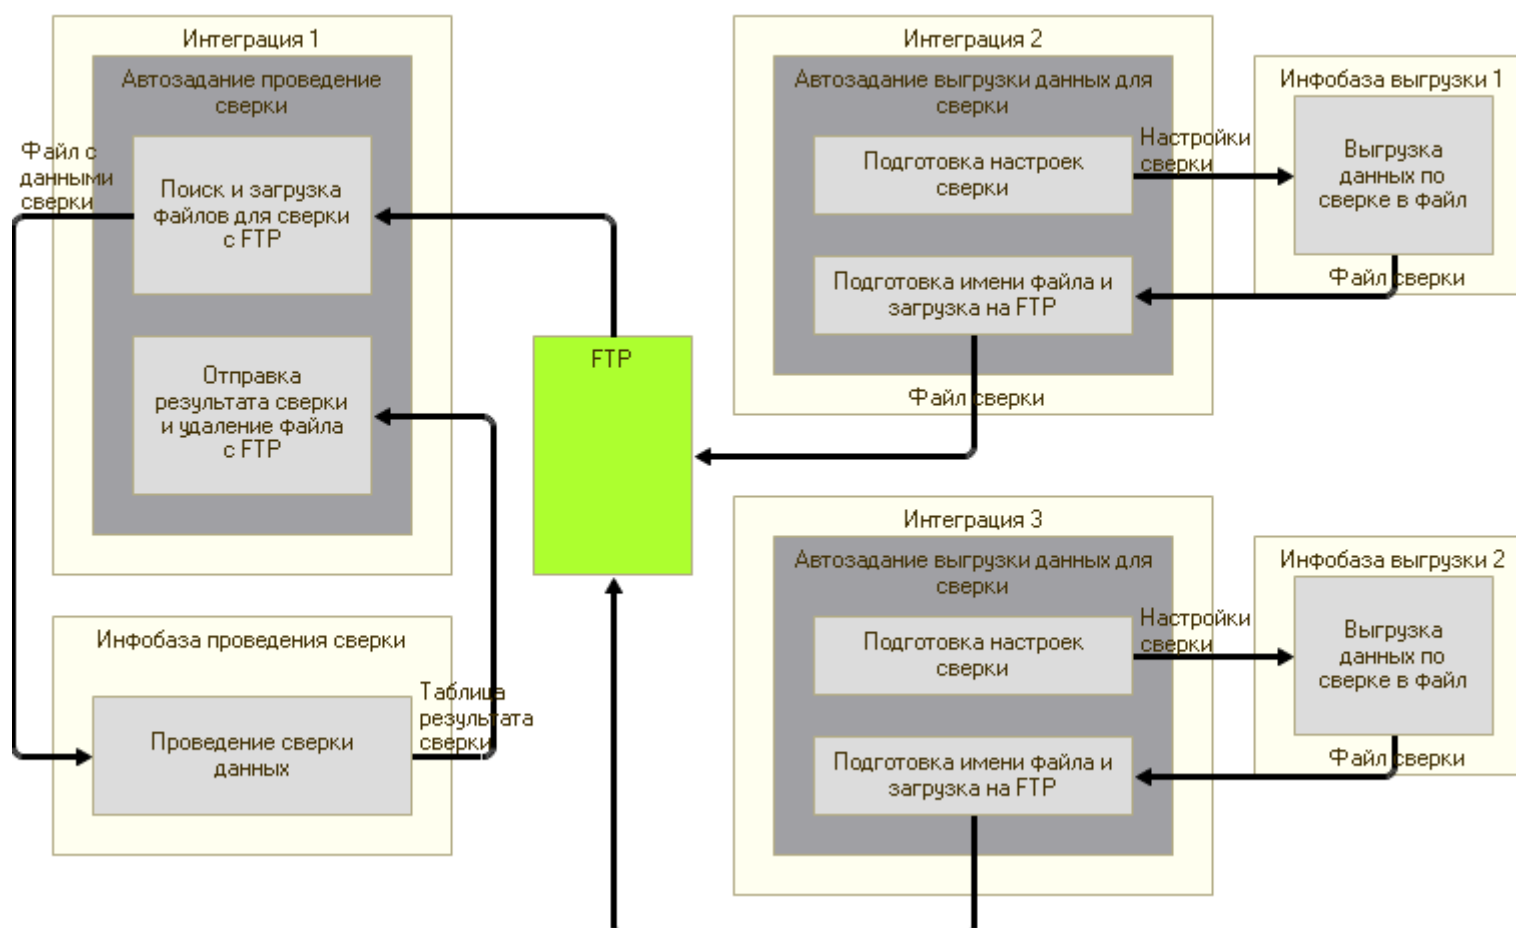 Интеграция 1
Автозадание проведение
сверки
Файл с
данными
сверки
Поиск и загрузка
файлов для сверки
с FTP
Отправка
результата сверки
и удаление файла
с FTP
Инфобаза проведения сверки
Проведение сверки
данных
Таблица
результата
сверки
FTP
Интеграция 2
Автозадание выгрузки данных для
сверки
Подготовка настроек
сверки
Настройки
сверки
Инфобаза выгрузки 1
Выгрузка
данных по
сверке в файл
Файл сверки
Подготовка имени файла и
загрузка на FTP
Файл сверки
Интеграция 3
Автозадание выгрузки данных для
сверки
Подготовка настроек
сверки
Настройки
сверки
Инфобаза выгрузки 2
Выгрузка
данных по
сверке в файл
Файл сверки
Подготовка имени файла и
загрузка на FTP